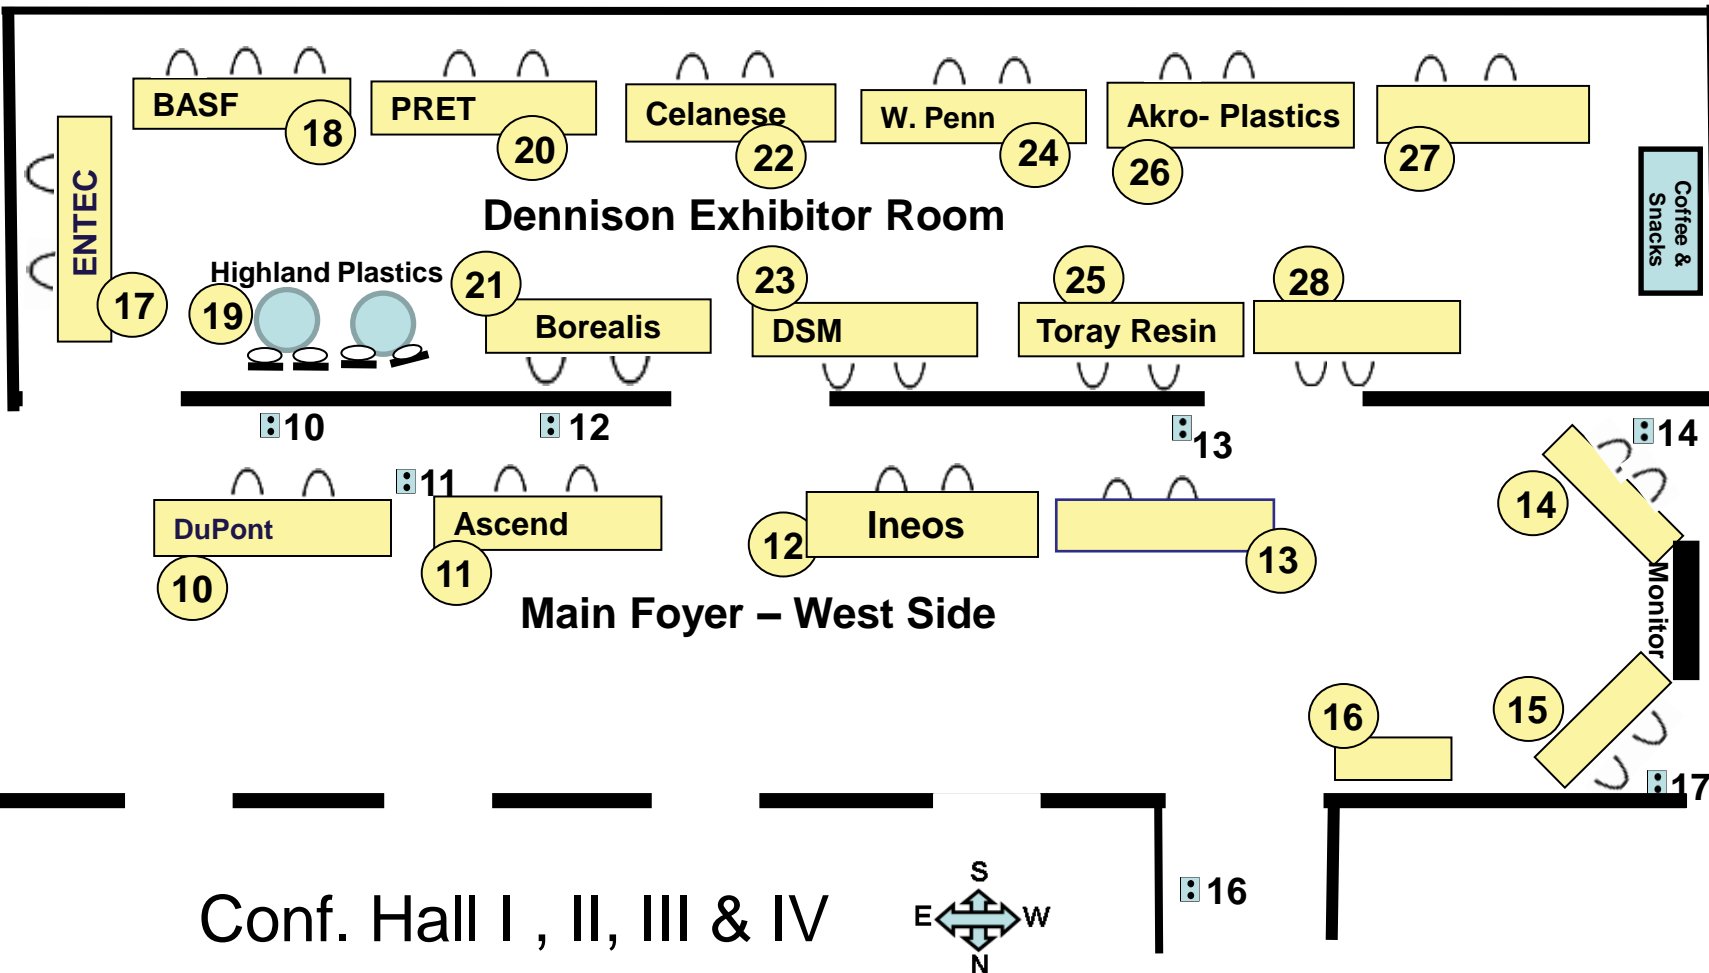 BASF
18
PRET
20
Celanese
22
W. Penn
24
Akro- Plastics
26
27
ENTEC
17
Coffee &
Snacks
Dennison Exhibitor Room
Highland Plastics
19
21
Borealis
23
DSM
25
Toray Resin
28
10
12
13
14
11
DuPont
10
Ascend
11
12
Ineos
13
14
Main Foyer – West Side
Monitor
16
15
17
16
Conf. Hall I , II, III & IV
S
E
W
N